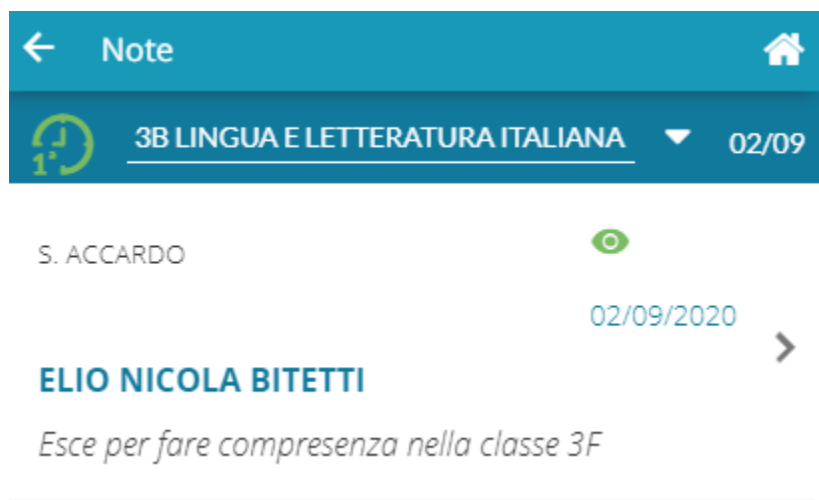 Note
1ª
3B LINGUA E LETTERATURA ITALIANA
02/09
S. ACCARDO
02/09/2020
ELIO NICOLA BITETTI
Esce per fare compresenza nella classe 3F